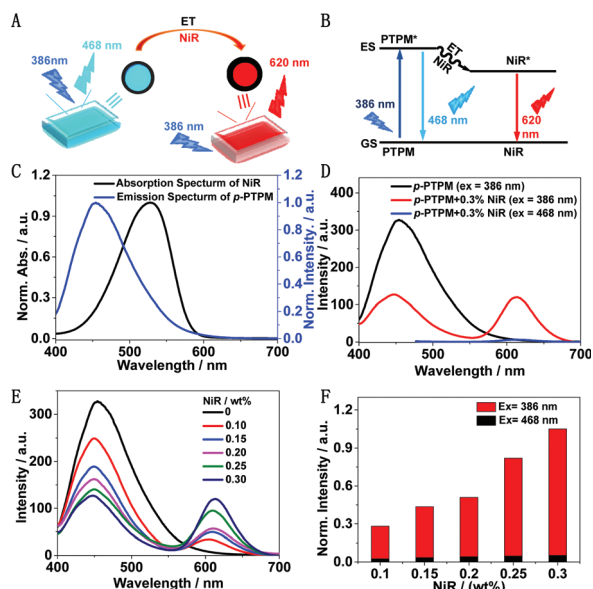 A
ET
NiR
386nm
468 nm
386 nm
620 nm
B
ES
PTPM*
ET
NiR
NiR*
386 nm
468 nm
620
nm
GS
PTPM
NiR
C
Absorption Specturm of NiR
Emission Specturm of p-PTPM
Norm. Abs. / a.u.
Norm. Intensity. / a.u.
1.0
0.9
0.6
0.3
0.0
1.0
0.8
0.6
0.4
0.2
0.0
400 500 600 700
Wavelength / nm
D
p-PTPM (ex = 386 nm)
p-PTPM+0.3% NiR (ex = 386 nm)
p-PTPM+0.3% NiR (ex = 468 nm)
Intensity / a.u.
400
300
200
100
0
400 500 600 700
Wavelength / nm
E
NiR / wt%
0
0.10
0.15
0.20
0.25
0.30
Intensity / a.u.
300
200
100
0
400 500 600 700
Wavelength / nm
F
Ex= 386 nm
Ex= 468 nm
Norm. Intensity / a.u.
1.2
0.9
0.6
0.3
0.0
0.1 0.15 0.2 0.25 0.3
NiR / (wt%)